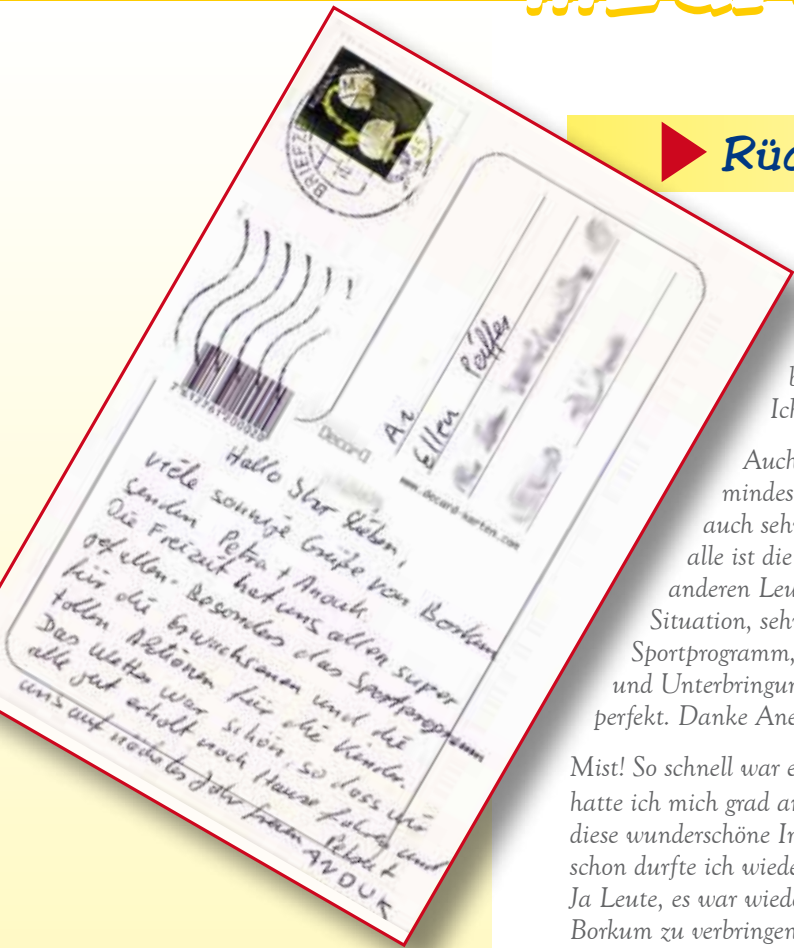 Rüc
BRIEFZ
7 412761 200020
Decard
www.decard-karten.com
An
Ellen
Hallo Ihr Lieben,
viele sonnige Grüße von Borkum
senden Petra + Anouk
Die Freizeit hat uns allen super
gefallen. Besonders das Sportprogramm
für die Erwachsenen und die
tollen Aktionen für die Kinder.
Das Wetter war schön, so dass wir
alle gut erholt nach Hause fahren und
uns auf nächstes Jahr freuen
ANOUK
Ich
Auch
mindes
auch seh
alle ist die
anderen Leu
Situation, seh
Sportprogramm,
und Unterbringun
perfekt. Danke Ane
Mist! So schnell war e
hatte ich mich grad an
diese wunderschöne In
schon durfte ich wiede
Ja Leute, es war wiede
Borkum zu verbringen